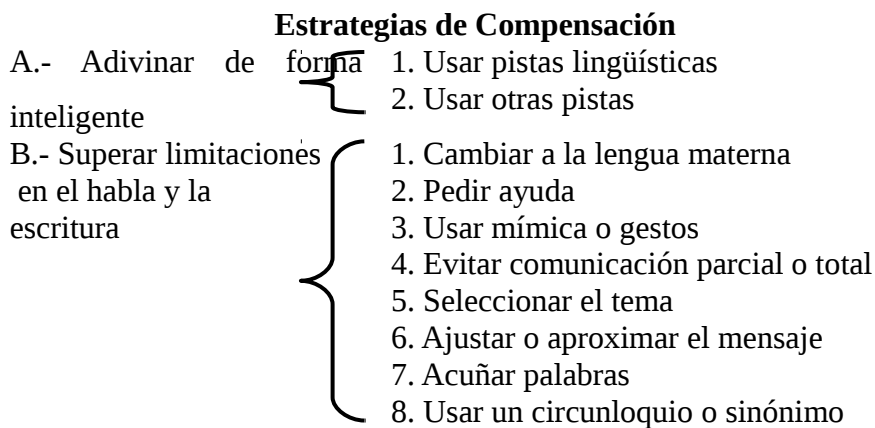 Estrategias de Compensación
A.- Adivinar de forma
inteligente
1. Usar pistas lingüísticas
2. Usar otras pistas
B.- Superar limitaciones
en el habla y la
escritura
1. Cambiar a la lengua materna
2. Pedir ayuda
3. Usar mímica o gestos
4. Evitar comunicación parcial o total
5. Seleccionar el tema
6. Ajustar o aproximar el mensaje
7. Acuñar palabras
8. Usar un circunloquio o sinónimo